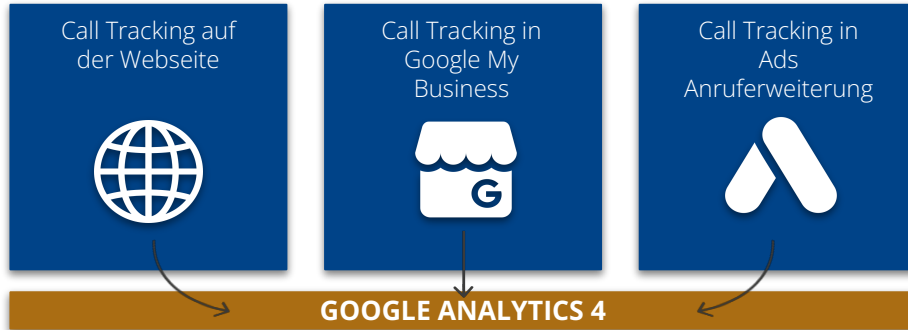 Call Tracking auf
der Webseite
Call Tracking in
Google My
Business
G
Call Tracking in
Ads
Anruferweiterung
GOOGLE ANALYTICS 4